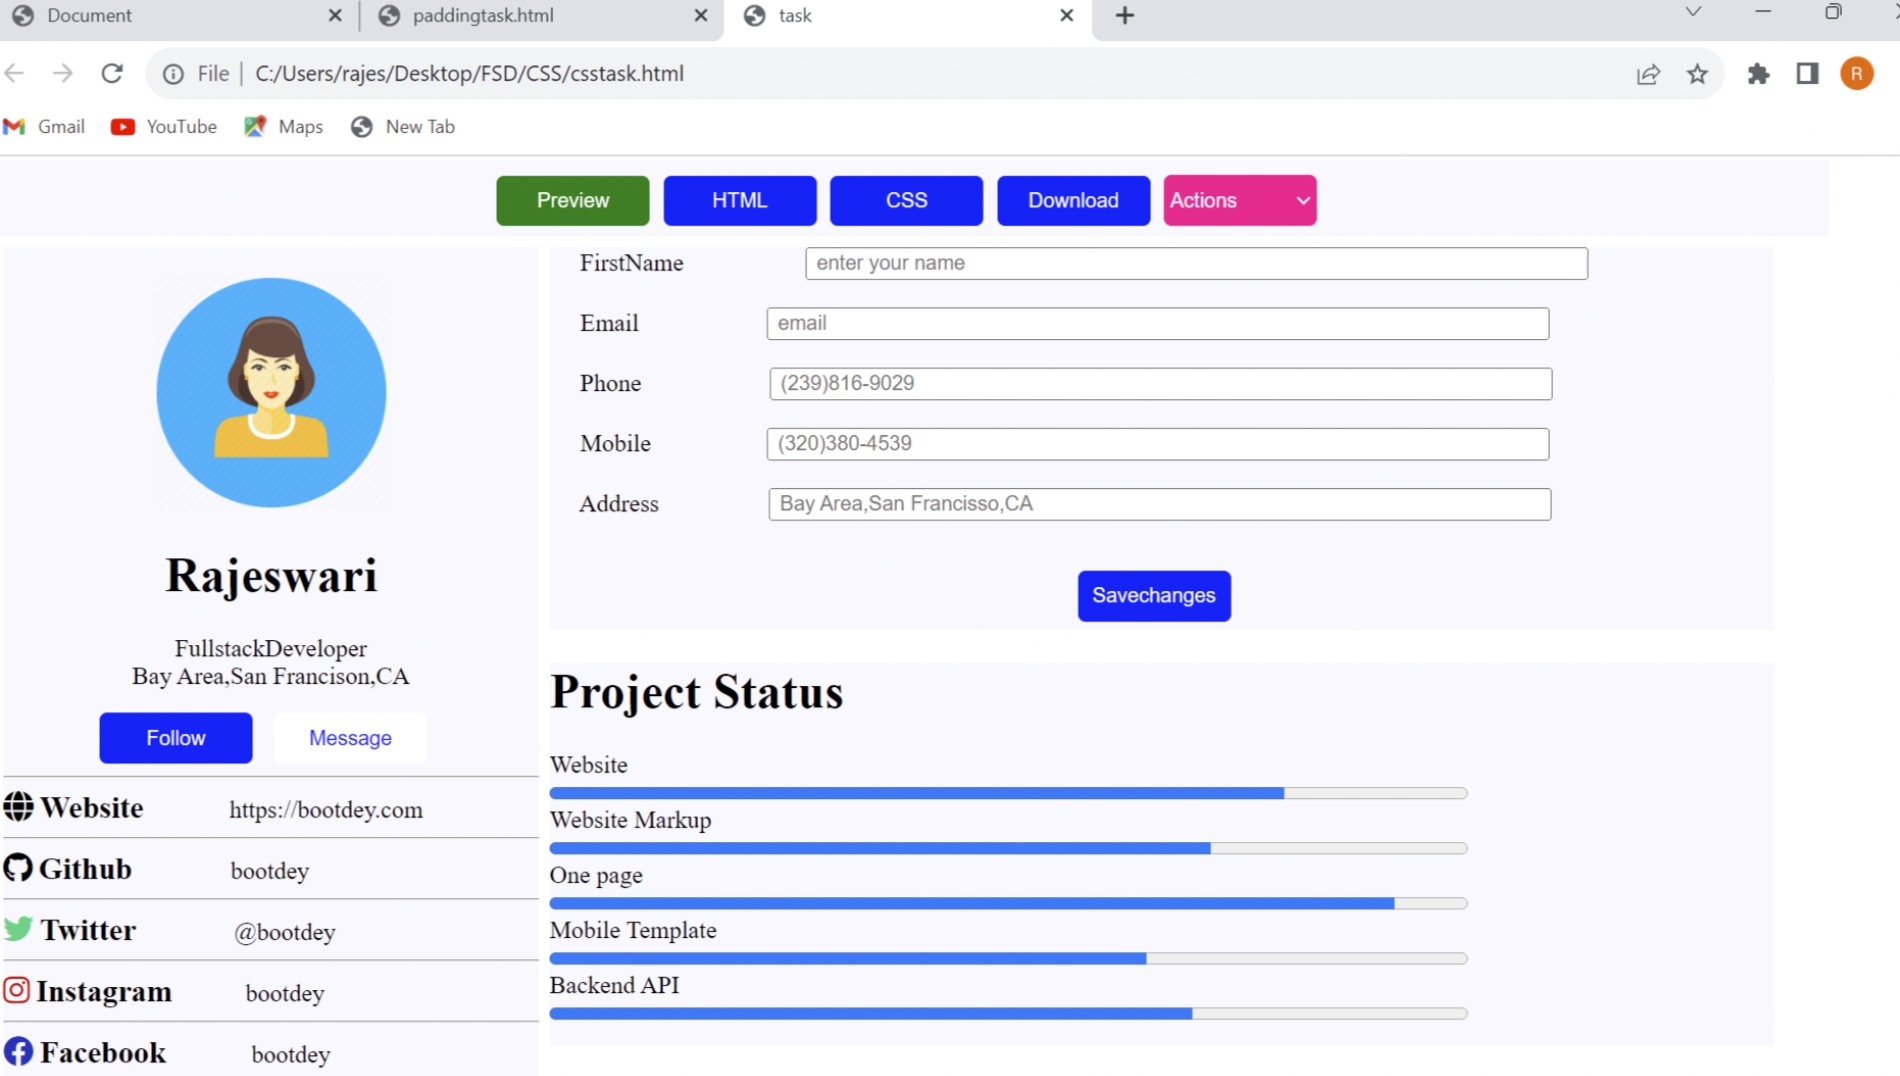 Document
paddingtask.html
task
File
C:/Users/rajes/Desktop/FSD/CSS/csstask.html
R
Gmail
YouTube
Maps
New Tab
Preview
HTML
CSS
Download
Actions
FirstName
enter your name
Email
email
Phone
(239)816-9029
Mobile
(320)380-4539
Address
Bay Area,San Francisso,CA
Savechanges
Rajeswari
FullstackDeveloper
Bay Area,San Francison,CA
Follow
Message
Website
https://bootdey.com
Github
bootdey
Twitter
@bootdey
Instagram
bootdey
Facebook
bootdey
Project Status
Website
Website Markup
One page
Mobile Template
Backend API